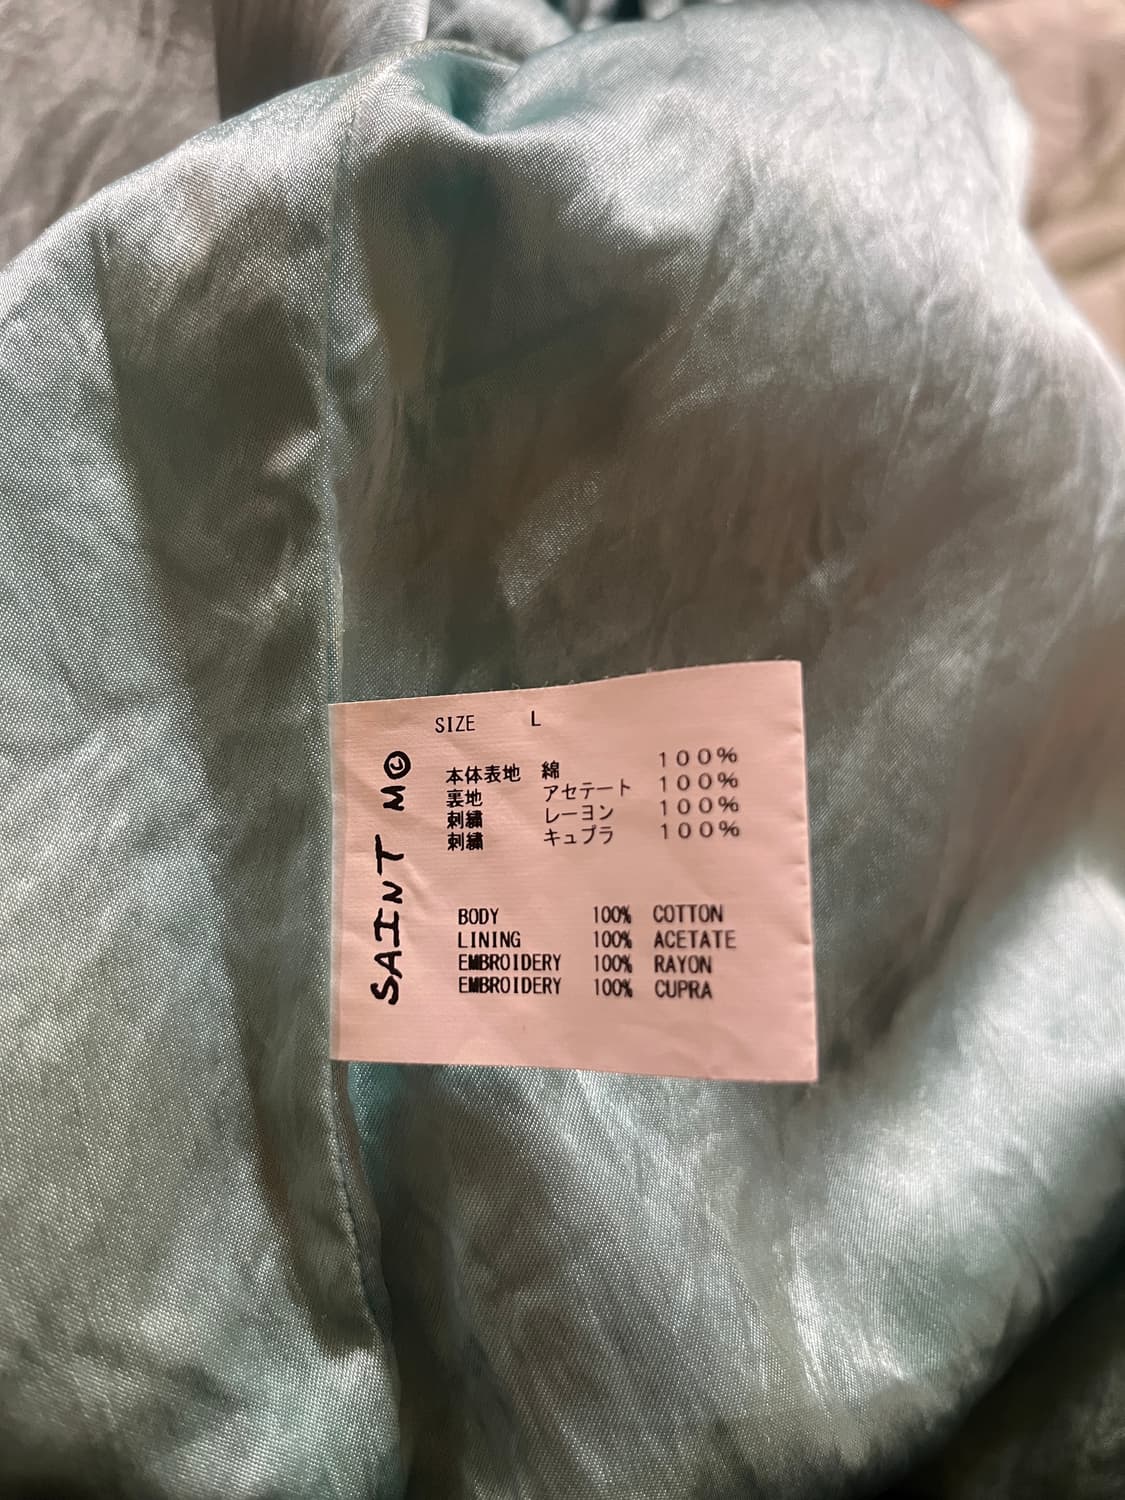 SAINT M©
SIZE L
本体表地 綿 100%
裏地 アセテート 100%
刺繍 レーヨン 100%
刺繍 キュプラ 100%
BODY 100% COTTON
LINING 100% ACETATE
EMBROIDERY 100% RAYON
EMBROIDERY 100% CUPRA